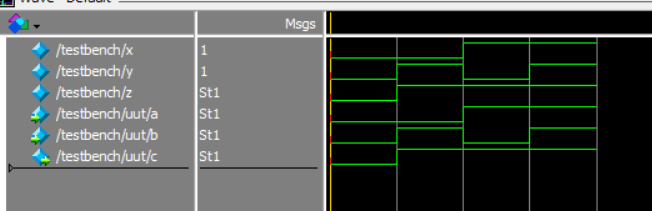 Wave - Default
Msgs
/testbench/x 1
/testbench/y 1
/testbench/z St1
/testbench/uut/a St1
/testbench/uut/b St1
/testbench/uut/c St1